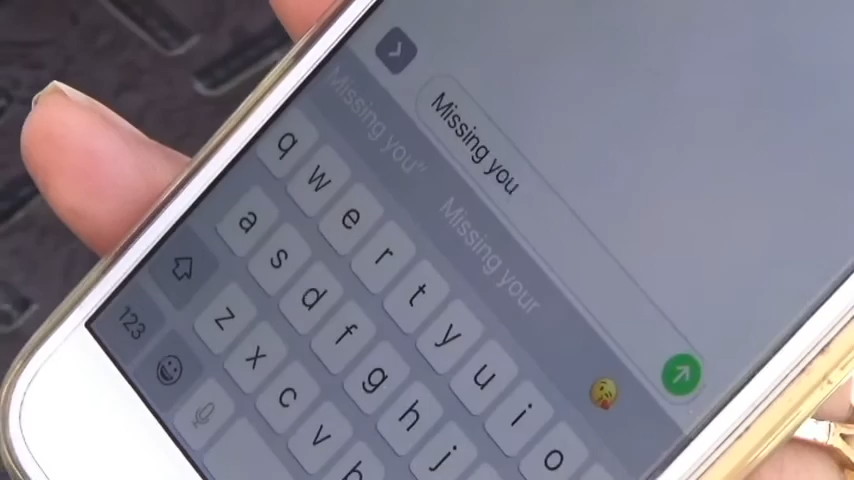 Missing you
Missing you"
Missing your
q w e r t y u i o
a s d f g h j
z x c v b
123